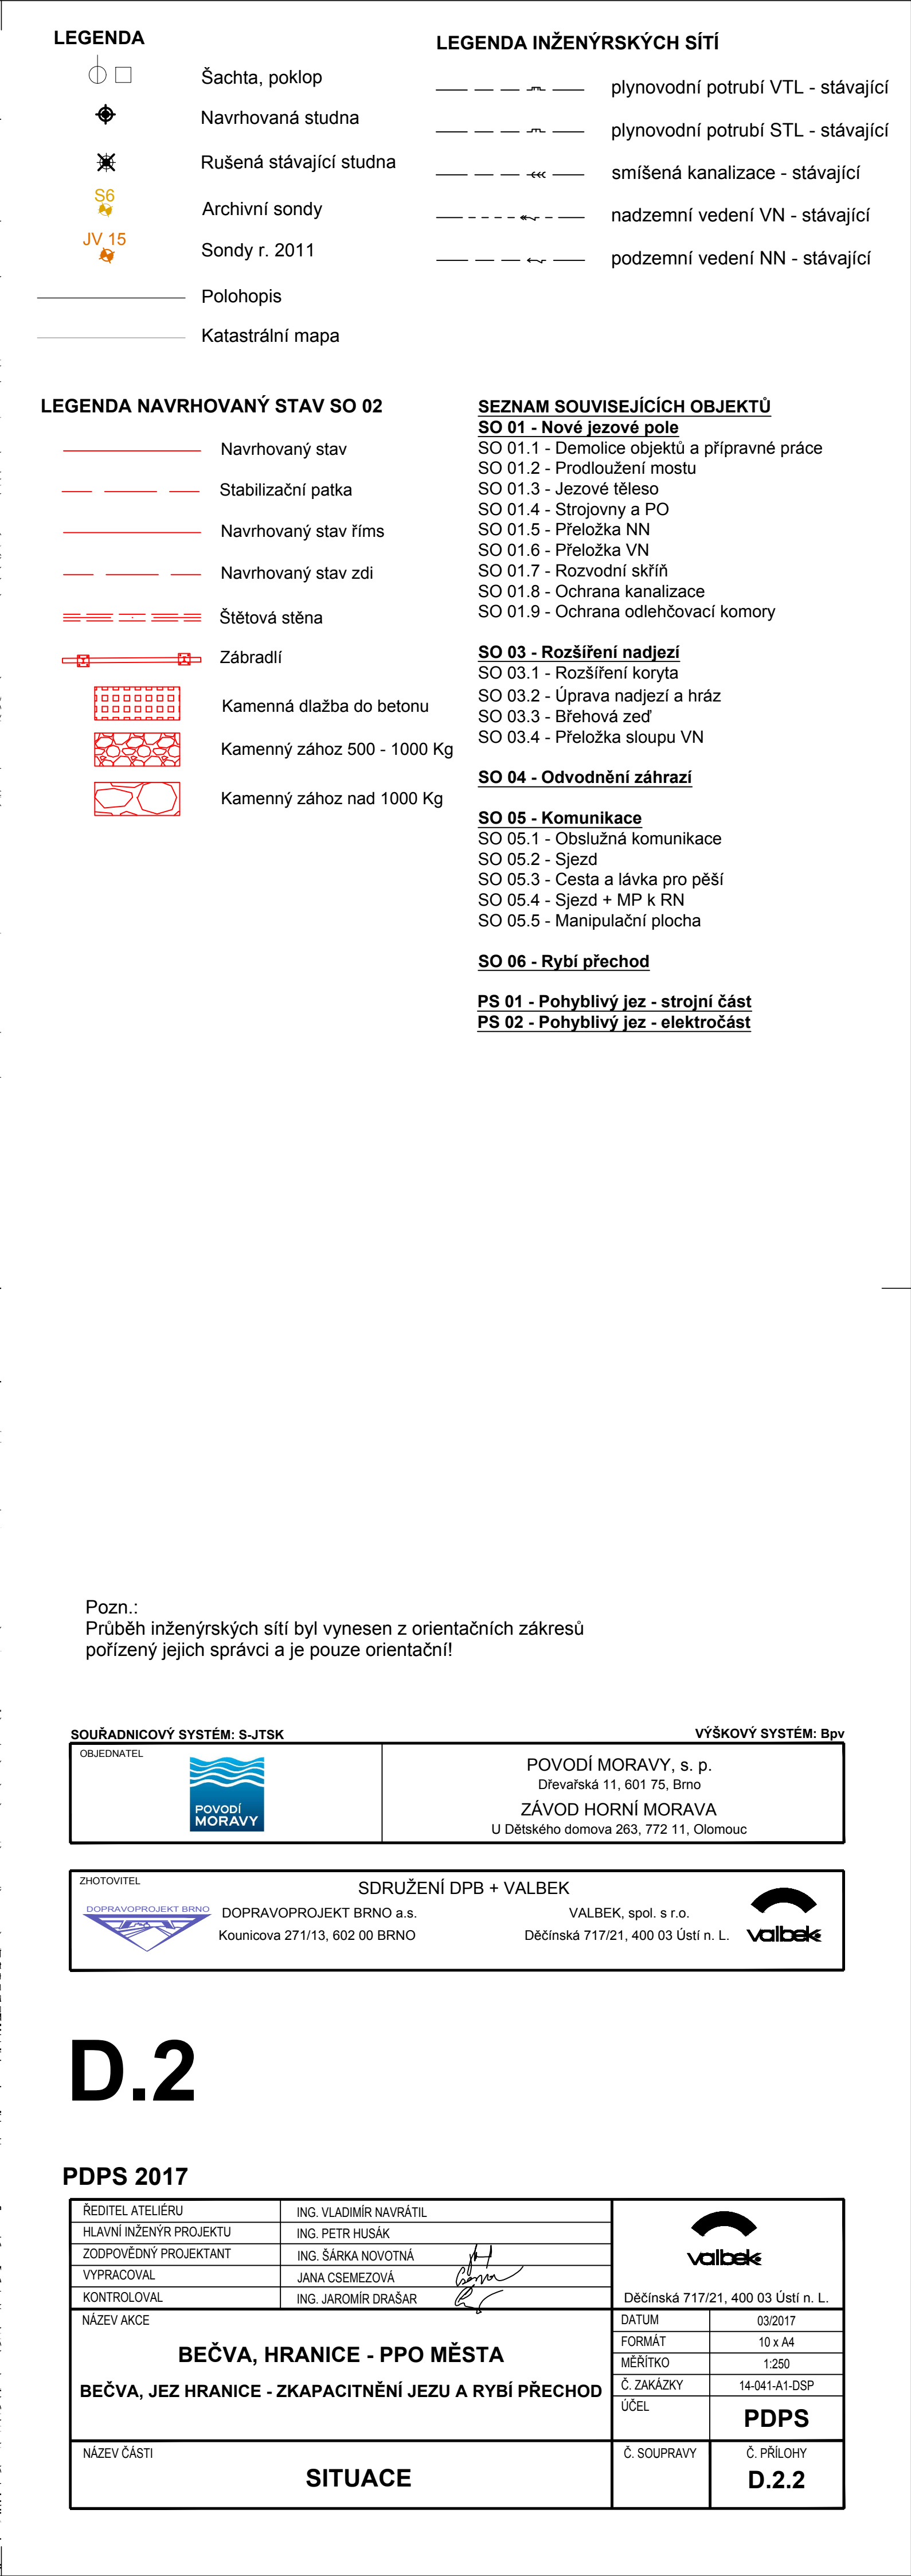 LEGENDA
Šachta, poklop
Navrhovaná studna
Rušená stávající studna
S6
Archivní sondy
JV 15
Sondy r. 2011
Polohopis
Katastrální mapa
LEGENDA INŽENÝRSKÝCH SÍTÍ
plynovodní potrubí VTL - stávající
plynovodní potrubí STL - stávající
smíšená kanalizace - stávající
nadzemní vedení VN - stávající
podzemní vedení NN - stávající
LEGENDA NAVRHOVANÝ STAV SO 02
Navrhovaný stav
Stabilizační patka
Navrhovaný stav říms
Navrhovaný stav zdi
Štětová stěna
Zábradlí
Kamenná dlažba do betonu
Kamenný zához 500 - 1000 Kg
Kamenný zához nad 1000 Kg
SEZNAM SOUVISEJÍCÍCH OBJEKTŮ
SO 01 - Nové jezové pole
SO 01.1 - Demolice objektů a přípravné práce
SO 01.2 - Prodloužení mostu
SO 01.3 - Jezové těleso
SO 01.4 - Strojovny a PO
SO 01.5 - Přeložka NN
SO 01.6 - Přeložka VN
SO 01.7 - Rozvodní skříň
SO 01.8 - Ochrana kanalizace
SO 01.9 - Ochrana odlehčovací komory
SO 03 - Rozšíření nadjezí
SO 03.1 - Rozšíření koryta
SO 03.2 - Úprava nadjezí a hráz
SO 03.3 - Břehová zeď
SO 03.4 - Přeložka sloupu VN
SO 04 - Odvodnění záhrazí
SO 05 - Komunikace
SO 05.1 - Obslužná komunikace
SO 05.2 - Sjezd
SO 05.3 - Cesta a lávka pro pěší
SO 05.4 - Sjezd + MP k RN
SO 05.5 - Manipulační plocha
SO 06 - Rybí přechod
PS 01 - Pohyblivý jez - strojní část
PS 02 - Pohyblivý jez - elektročást
Pozn.:
Průběh inženýrských sítí byl vynesen z orientačních zákresů
pořízený jejich správci a je pouze orientační!
SOUŘADNICOVÝ SYSTÉM: S-JTSK
VÝŠKOVÝ SYSTÉM: Bpv
OBJEDNATEL
POVODÍ
MORAVY
POVODÍ MORAVY, s. p.
Dřevařská 11, 601 75, Brno
ZÁVOD HORNÍ MORAVA
U Dětského domova 263, 772 11, Olomouc
ZHOTOVITEL
SDRUŽENÍ DPB + VALBEK
DOPRAVOPROJEKT BRNO
DOPRAVOPROJEKT BRNO a.s.
Kounicova 271/13, 602 00 BRNO
VALBEK, spol. s r.o.
Děčínská 717/21, 400 03 Ústí n. L.
valbek
D.2
PDPS 2017
ŘEDITEL ATELIÉRU ING. VLADIMÍR NAVRÁTIL
HLAVNÍ INŽENÝR PROJEKTU ING. PETR HUSÁK
ZODPOVĚDNÝ PROJEKTANT ING. ŠÁRKA NOVOTNÁ
VYPRACOVAL JANA CSEMEZOVÁ
KONTROLOVAL ING. JAROMÍR DRAŠAR
valbek
Děčínská 717/21, 400 03 Ústí n. L.
NÁZEV AKCE
BEČVA, HRANICE - PPO MĚSTA
BEČVA, JEZ HRANICE - ZKAPACITNĚNÍ JEZU A RYBÍ PŘECHOD
DATUM 03/2017
FORMÁT 10 x A4
MĚŘÍTKO 1:250
Č. ZAKÁZKY 14-041-A1-DSP
ÚČEL PDPS
NÁZEV ČÁSTI
SITUACE
Č. SOUPRAVY
Č. PŘÍLOHY
D.2.2